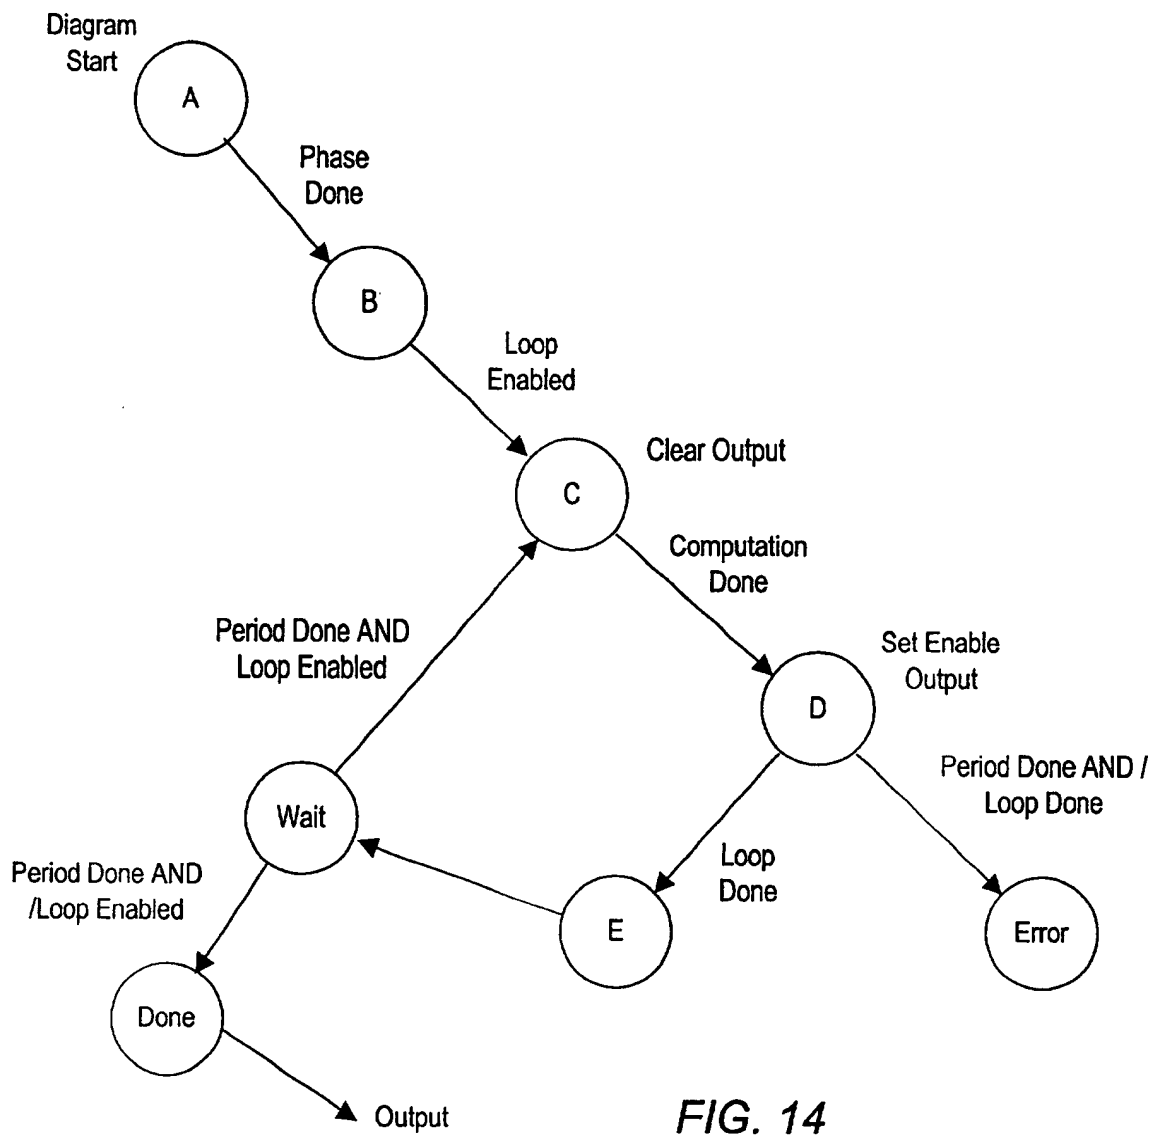 Diagram
Start
A
Phase
Done
B
Loop
Enabled
Clear Output
C
Computation
Done
Period Done AND
Loop Enabled
Set Enable
Output
D
Period Done AND /
Loop Done
Wait
Loop
Done
Period Done AND
/Loop Enabled
E
Error
Done
Output
FIG. 14